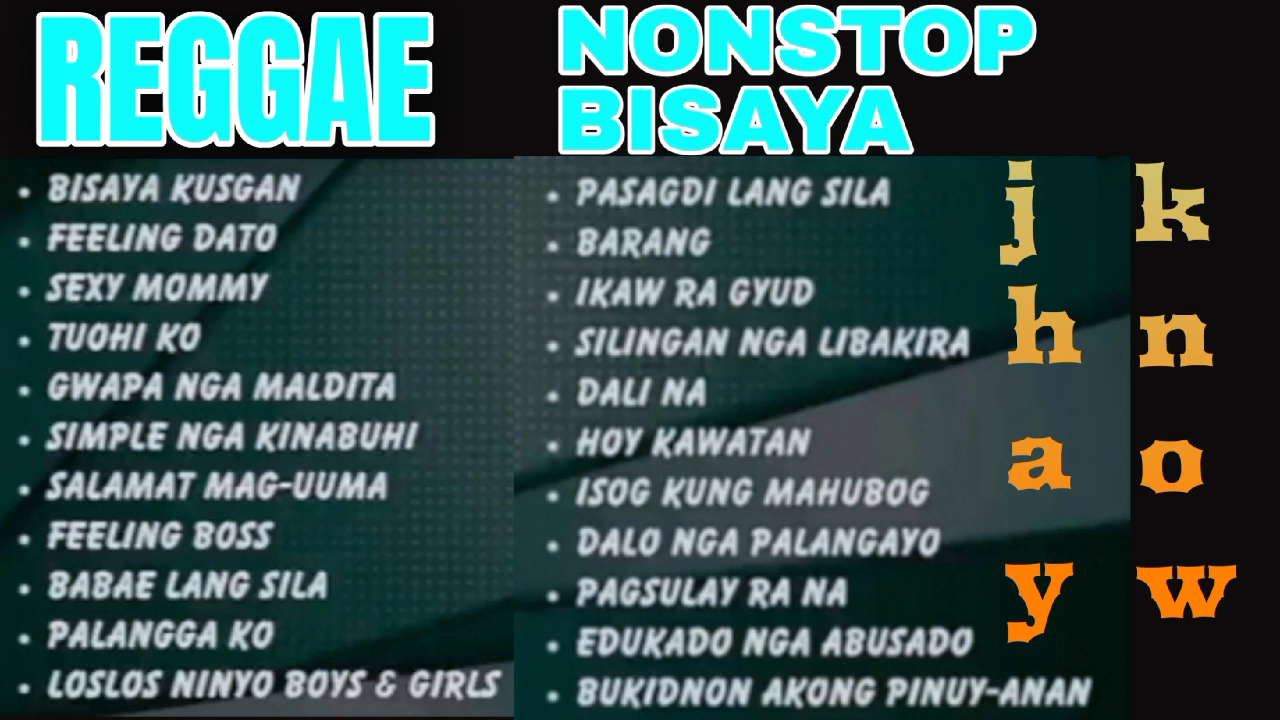 REGGAE
NONSTOP
BISAYA
• BISAYA KUSGAN
• FEELING DATO
• SEXY MOMMY
• TUOHI KO
• GWAPA NGA MALDITA
• SIMPLE NGA KINABUHI
• SALAMAT MAG-UUMA
• FEELING BOSS
• BABAE LANG SILA
• PALANGGA KO
• LOSLOS NINYO BOYS & GIRLS
• PASAGDI LANG SILA
• BARANG
• IKAW RA GYUD
• SILINGAN NGA LIBAKIRA
• DALI NA
• HOY KAWATAN
• ISOG KUNG MAHUBOG
• DALO NGA PALANGAYO
• PAGSULAY RA NA
• EDUKADO NGA ABUSADO
• BUKIDNON AKONG PINUY-ANAN
j
h
a
y
k
n
o
w